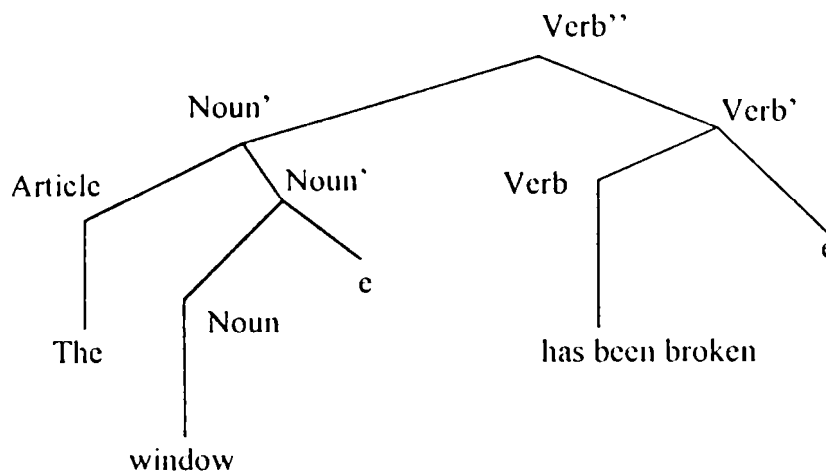 Verb’’
Noun’
Verb’
Article
Noun’
Verb
e
e
The
Noun
has been broken
window